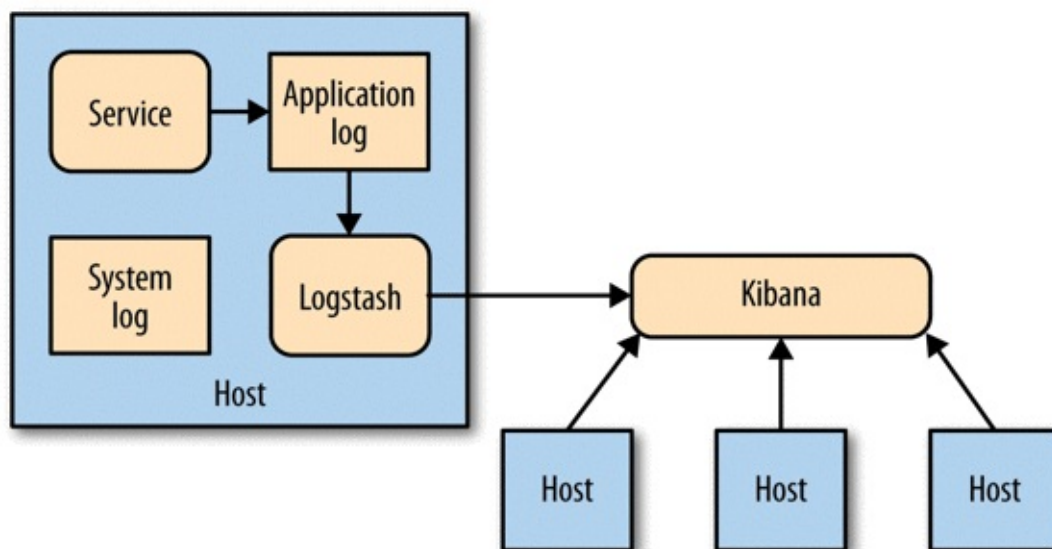 Service
Application
log
System
log
Logstash
Host
Kibana
Host
Host
Host